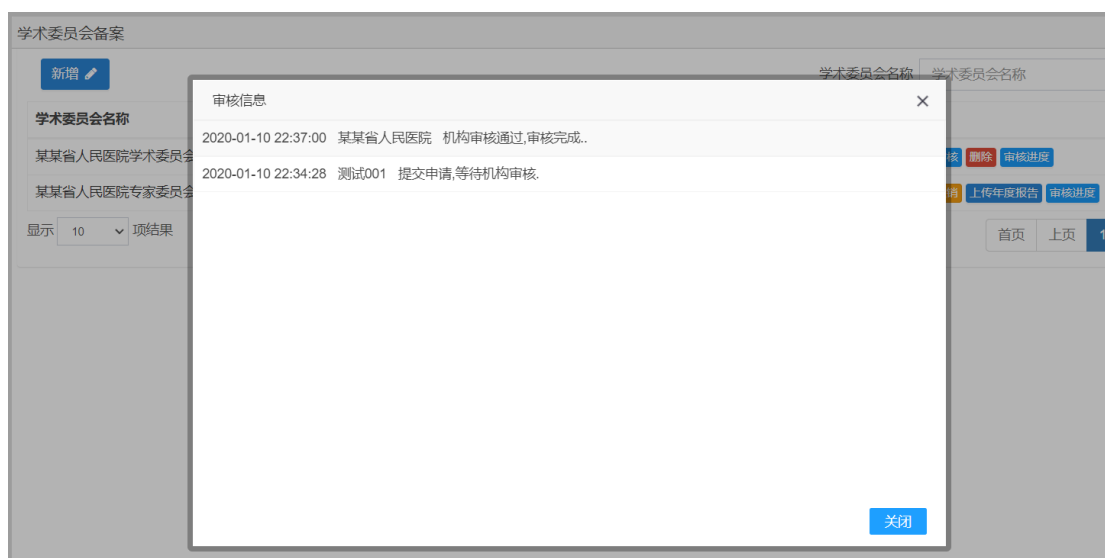 学术委员会备案
新增
学术委员会名称 学术委员会名称
审核信息 ×
学术委员会名称
2020-01-10 22:37:00 某某省人民医院 机构审核通过,审核完成..
某某省人民医院学术委员会
核 删除 审核进度
2020-01-10 22:34:28 测试001 提交申请,等待机构审核.
某某省人民医院专家委员会
销 上传年度报告 审核进度
显示 10 项结果
首页 上页 1
关闭